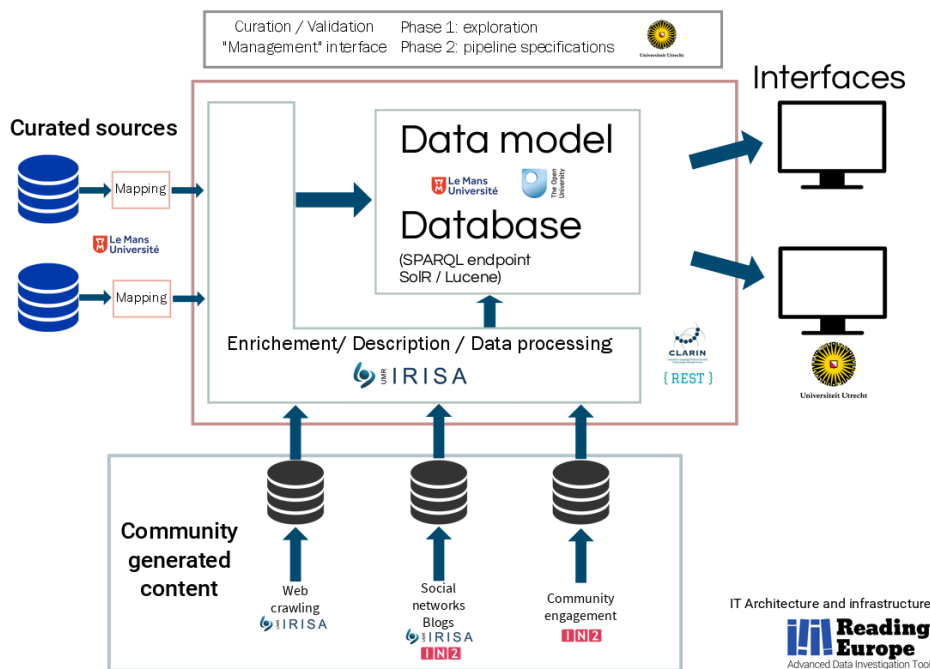 Curation / Validation
"Management" interface
Phase 1: exploration
Phase 2: pipeline specifications
Universiteit Utrecht
Curated sources
Mapping
Le Mans
Université
Mapping
Data model
Le Mans
Université
The Open
University
Database
(SPARQL endpoint
SolR / Lucene)
Enrichement/ Description / Data processing
UMR
IRISA
CLARIN
{ REST }
Interfaces
Universiteit Utrecht
Community
generated
content
Web
crawling
UMR
IRISA
Social
networks
Blogs
UMR
IRISA
IN2
Community
engagement
IN2
IT Architecture and infrastructure
Reading
Europe
Advanced Data Investigation Tool